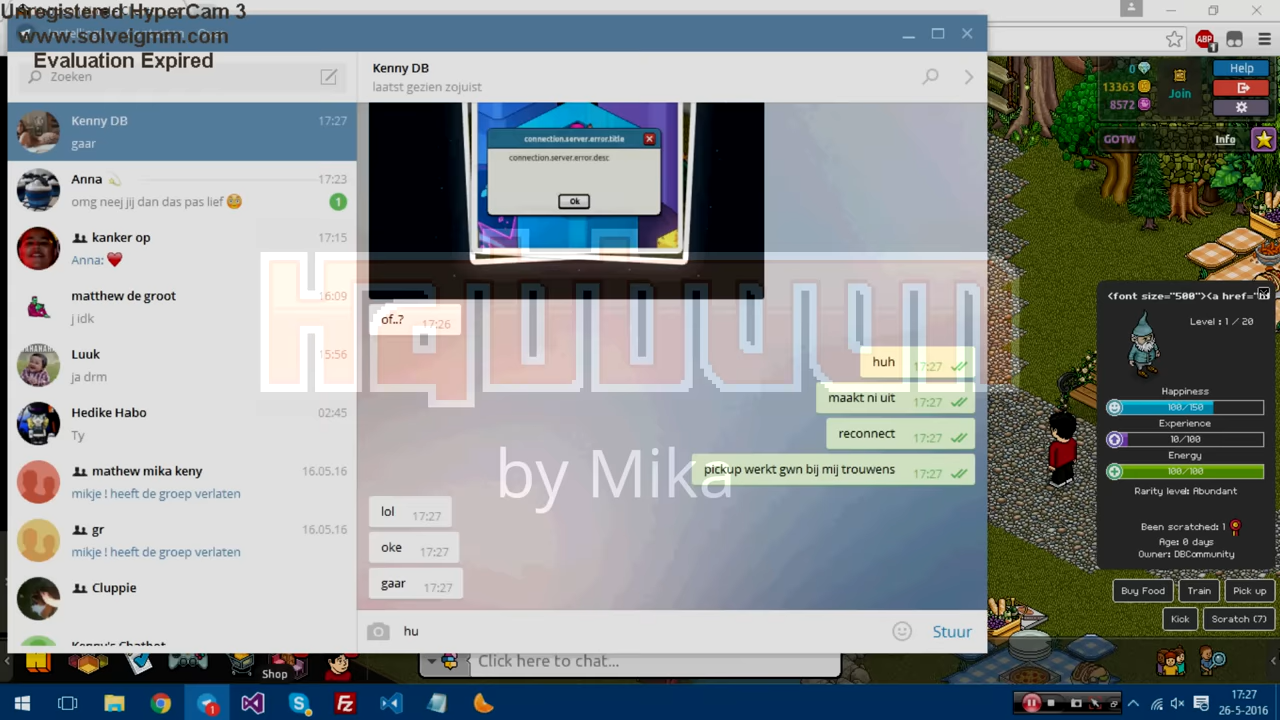 Unregistered HyperCam 3
www.solveigmm.com
Evaluation Expired
Zoeken
Kenny DB
17:27
gaar
Anna
17:23
omg neej jij dan das pas lief
1
kanker op
17:15
Anna:
matthew de groot
16:09
j idk
Luuk
15:56
ja drm
Hedike Habo
02:45
Ty
mathew mika keny
16.05.16
mikje ! heeft de groep verlaten
gr
16.05.16
mikje ! heeft de groep verlaten
Cluppie
Kenny's Chatbot
Kenny DB
laatst gezien zojuist
connection.server.error.title
connection.server.error.desc
Ok
of..? 17:26
huh 17:27
maakt ni uit 17:27
reconnect 17:27
pickup werkt gwn bij mij trouwens 17:27
by Mika
lol 17:27
oke 17:27
gaar 17:27
hu
Stuur
ABP
1
0
13363
8572
Join
Help
GOTW
Info
<font size="500"><a href="h
Level : 1 / 20
Happiness
100/150
Experience
10/100
Energy
100/100
Rarity level: Abundant
Been scratched: 1
Age: 0 days
Owner: DBCommunity
Buy Food
Train
Pick up
Kick
Scratch (7)
Shop
Click here to chat...
1
17:27
26-5-2016